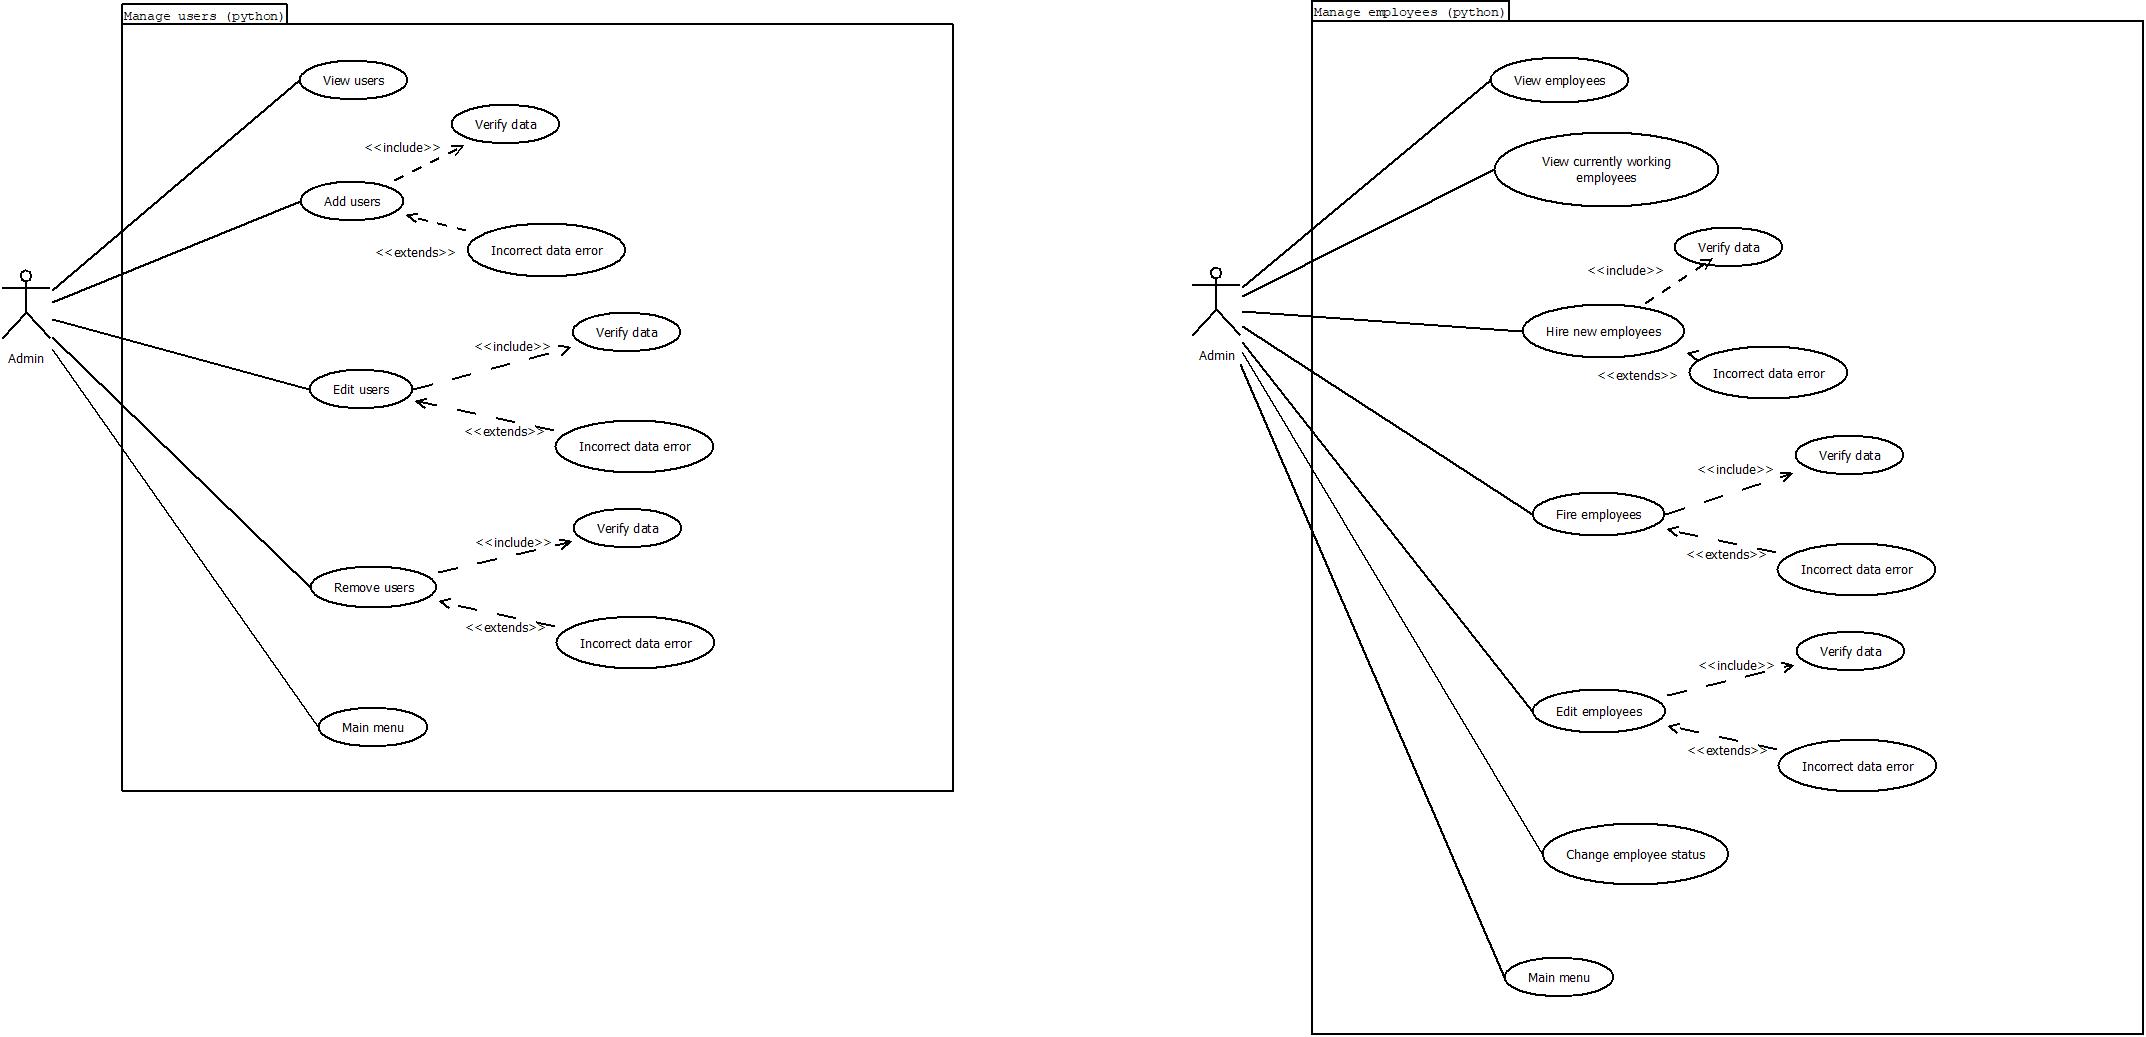 Manage users (python)
View users
Verify data
<<include>>
Add users
<<extends>>
Incorrect data error
Admin
Verify data
<<include>>
Edit users
<<extends>>
Incorrect data error
Verify data
<<include>>
Remove users
<<extends>>
Incorrect data error
Main menu
Manage employees (python)
View employees
View currently working
employees
Verify data
<<include>>
Hire new employees
Admin
<<extends>>
Incorrect data error
Verify data
<<include>>
Fire employees
<<extends>>
Incorrect data error
Verify data
<<include>>
Edit employees
<<extends>>
Incorrect data error
Change employee status
Main menu